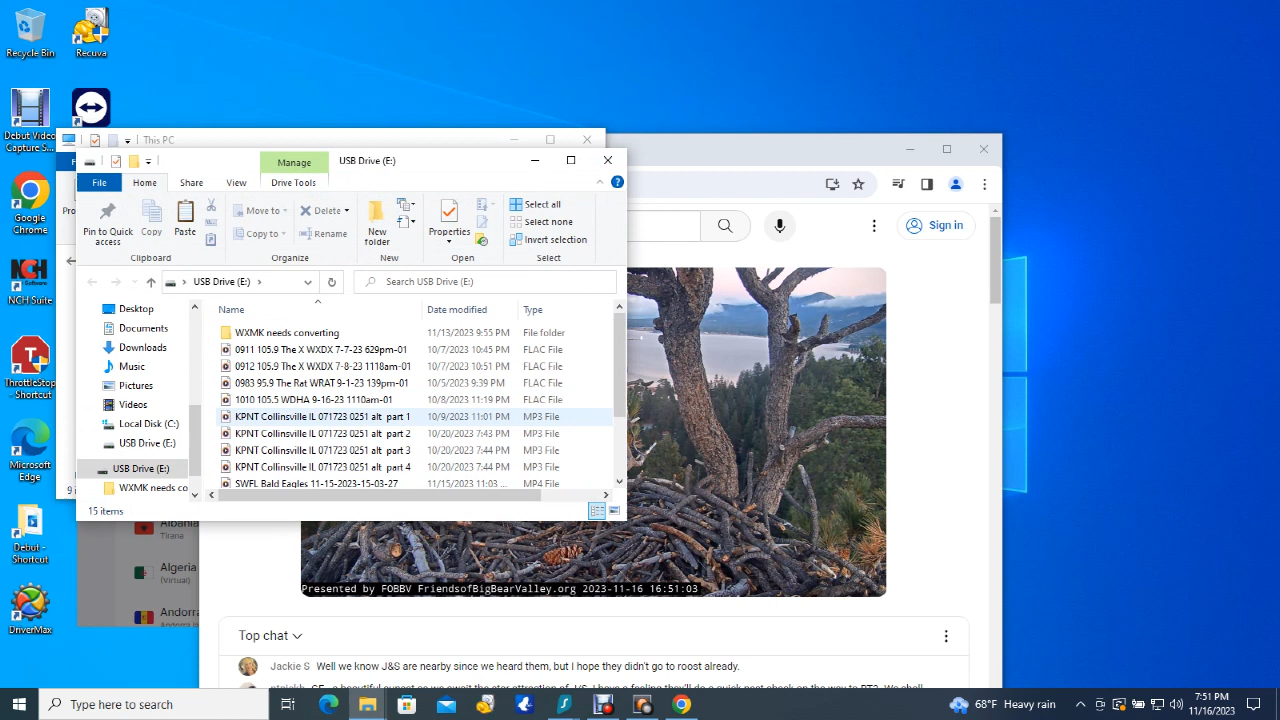 Recycle Bin
Recuva
Debut Video
Capture S...
Google
Chrome
NCH
NCH Suite
ThrottleStop
- Shortcut
Microsoft
Edge
Debut -
Shortcut
DriverMax
This PC
Manage
USB Drive (E:)
File
Home
Share
View
Drive Tools
Pin to Quick
access
Copy
Paste
Move to
Copy to
Delete
Rename
New
folder
Properties
Select all
Select none
Invert selection
Clipboard
Organize
New
Open
Select
USB Drive (E:)
Search USB Drive (E:)
Desktop
Documents
Downloads
Music
Pictures
Videos
Local Disk (C:)
USB Drive (E:)
USB Drive (E:)
WXMK needs co
Name Date modified Type
WXMK needs converting 11/13/2023 9:55 PM File folder
0911 105.9 The X WXDX 7-7-23 629pm-01 10/7/2023 10:45 PM FLAC File
0912 105.9 The X WXDX 7-8-23 1118am-01 10/7/2023 10:51 PM FLAC File
0983 95.9 The Rat WRAT 9-1-23 139pm-01 10/5/2023 9:39 PM FLAC File
1010 105.5 WDHA 9-16-23 1110am-01 10/8/2023 11:19 PM FLAC File
KPNT Collinsville IL 071723 0251 alt part 1 10/9/2023 11:01 PM MP3 File
KPNT Collinsville IL 071723 0251 alt part 2 10/20/2023 7:43 PM MP3 File
KPNT Collinsville IL 071723 0251 alt part 3 10/20/2023 7:44 PM MP3 File
KPNT Collinsville IL 071723 0251 alt part 4 10/20/2023 7:44 PM MP3 File
SWFL Bald Eagles 11-15-2023-15-03-27 11/15/2023 11:03 ... MP4 File
15 items
Sign in
Albania
Tirane
Algeria
(Virtual)
Andorra
Presented by FOBBV FriendsofBigBearValley.org 2023-11-16 16:51:03
Top chat
Jackie S Well we know J&S are nearby since we heard them, but I hope they didn't go to roost already.
Type here to search
68°F Heavy rain
7:51 PM
11/16/2023